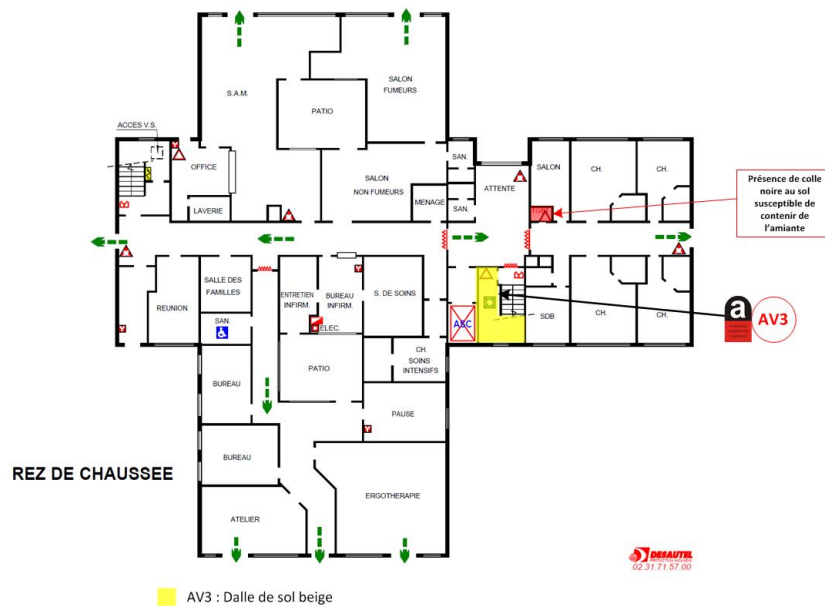 SALON
FUMEURS
S.A.M.
PATIO
ACCES V.S.
OFFICE
SALON
NON FUMEURS
SAN.
ATTENTE
SALON
CH.
CH.
MENAGE
SAN.
LAVERIE
Présence de colle
noire au sol
susceptible de
contenir de
l'amiante
REUNION
SALLE DES
FAMILLES
ENTRETIEN
INFIRM.
BUREAU
INFIRM.
S. DE SOINS
SAN.
ELEC.
ASC
SDB
CH.
CH.
a
AV3
BUREAU
PATIO
CH.
SOINS
INTENSIFS
PAUSE
BUREAU
REZ DE CHAUSSEE
ERGOTHERAPIE
ATELIER
DESAUTEL
02.31.71.57.00
AV3 : Dalle de sol beige